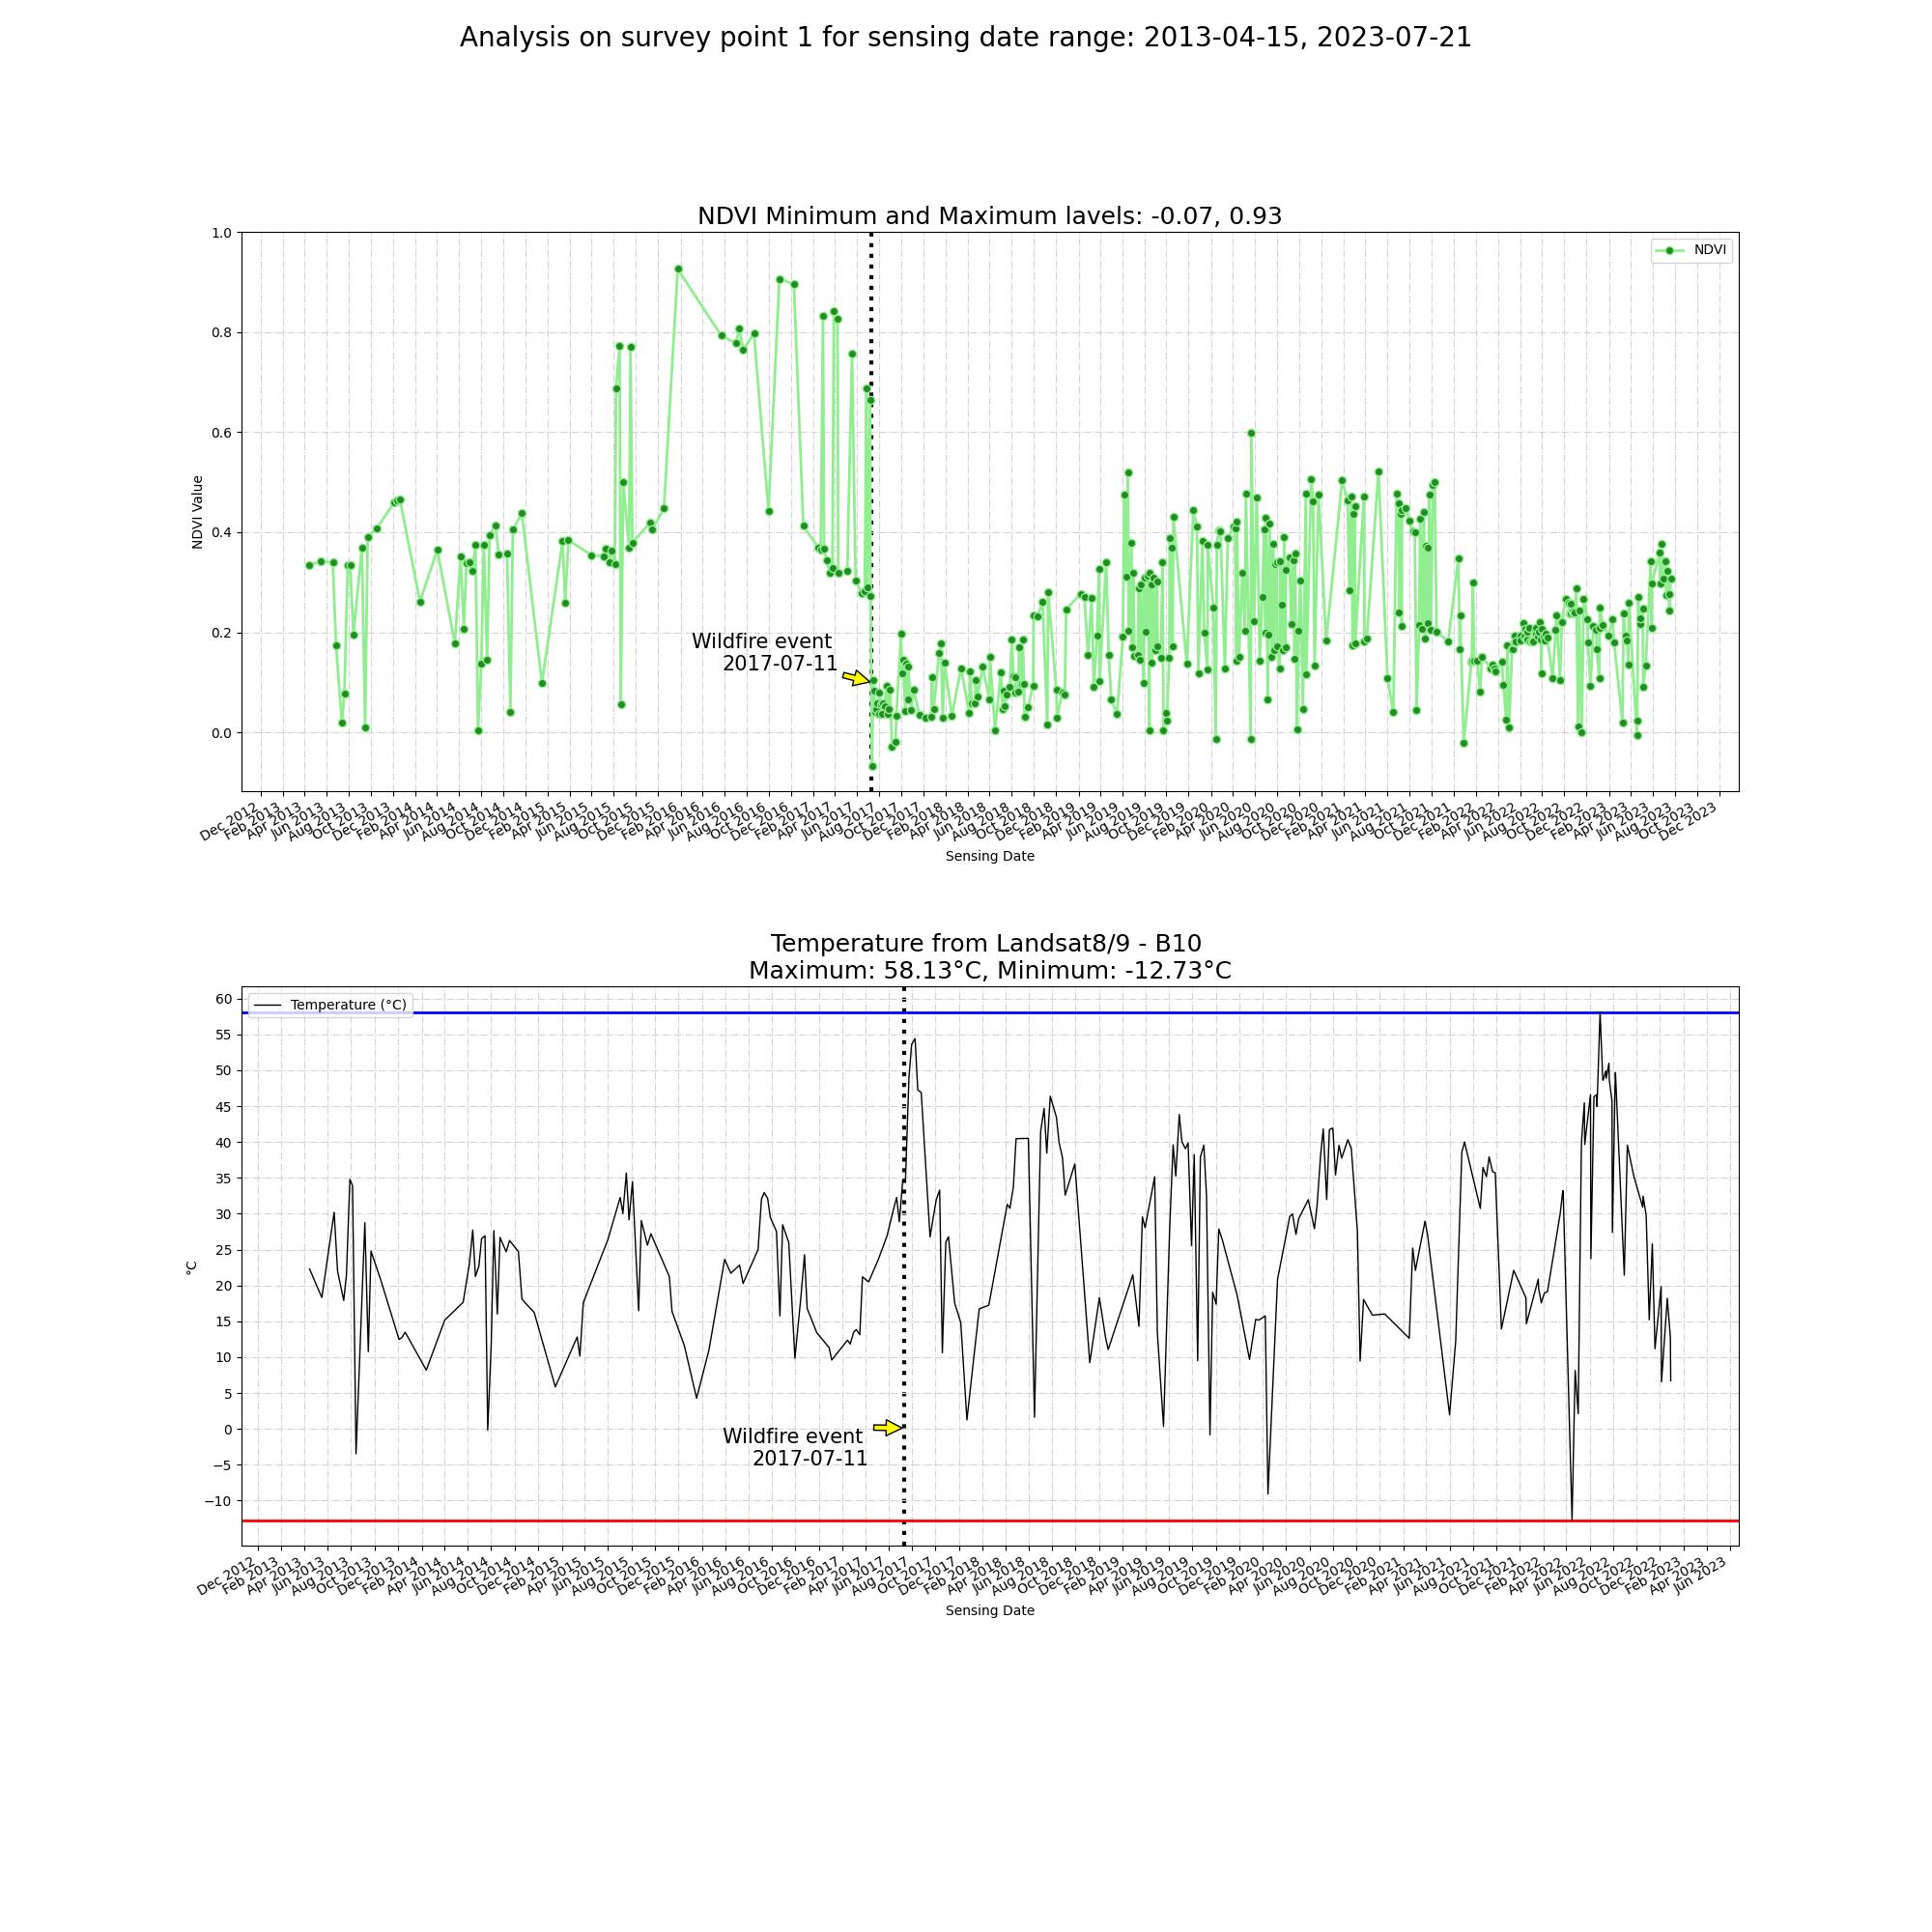 Analysis on survey point 1 for sensing date range: 2013-04-15, 2023-07-21
NDVI Minimum and Maximum lavels: -0.07, 0.93
1.0
0.8
0.6
0.4
0.2
0.0
NDVI Value
NDVI
Wildfire event
2017-07-11
Dec 2012
Feb 2013
Apr 2013
Jun 2013
Aug 2013
Oct 2013
Dec 2013
Feb 2014
Apr 2014
Jun 2014
Aug 2014
Oct 2014
Dec 2014
Feb 2015
Apr 2015
Jun 2015
Aug 2015
Oct 2015
Dec 2015
Feb 2016
Apr 2016
Jun 2016
Aug 2016
Oct 2016
Dec 2016
Feb 2017
Apr 2017
Jun 2017
Aug 2017
Oct 2017
Dec 2017
Feb 2018
Apr 2018
Jun 2018
Aug 2018
Oct 2018
Dec 2018
Feb 2019
Apr 2019
Jun 2019
Aug 2019
Oct 2019
Dec 2019
Feb 2020
Apr 2020
Jun 2020
Aug 2020
Oct 2020
Dec 2020
Feb 2021
Apr 2021
Jun 2021
Aug 2021
Oct 2021
Dec 2021
Feb 2022
Apr 2022
Jun 2022
Aug 2022
Oct 2022
Dec 2022
Feb 2023
Apr 2023
Jun 2023
Aug 2023
Oct 2023
Dec 2023
Sensing Date
Temperature from Landsat8/9 - B10
Maximum: 58.13°C, Minimum: -12.73°C
60
55
50
45
40
35
30
25
20
15
10
5
0
−5
−10
°C
Temperature (°C)
Wildfire event
2017-07-11
Dec 2012
Feb 2013
Apr 2013
Jun 2013
Aug 2013
Oct 2013
Dec 2013
Feb 2014
Apr 2014
Jun 2014
Aug 2014
Oct 2014
Dec 2014
Feb 2015
Apr 2015
Jun 2015
Aug 2015
Oct 2015
Dec 2015
Feb 2016
Apr 2016
Jun 2016
Aug 2016
Oct 2016
Dec 2016
Feb 2017
Apr 2017
Jun 2017
Aug 2017
Oct 2017
Dec 2017
Feb 2018
Apr 2018
Jun 2018
Aug 2018
Oct 2018
Dec 2018
Feb 2019
Apr 2019
Jun 2019
Aug 2019
Oct 2019
Dec 2019
Feb 2020
Apr 2020
Jun 2020
Aug 2020
Oct 2020
Dec 2020
Feb 2021
Apr 2021
Jun 2021
Aug 2021
Oct 2021
Dec 2021
Feb 2022
Apr 2022
Jun 2022
Aug 2022
Oct 2022
Dec 2022
Feb 2023
Apr 2023
Jun 2023
Sensing Date